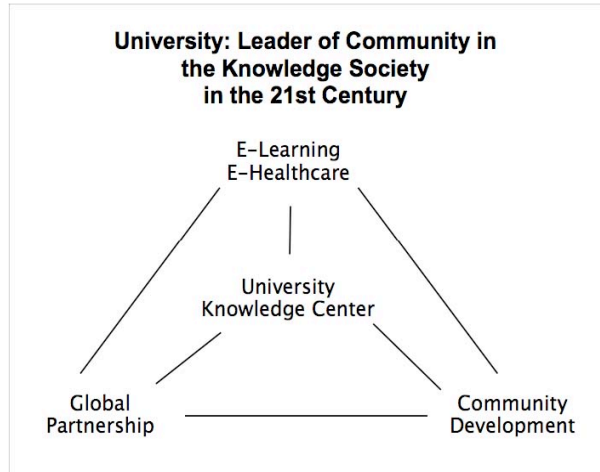 University: Leader of Community in
the Knowledge Society
in the 21st Century
E-Learning
E-Healthcare
University
Knowledge Center
Global
Partnership
Community
Development